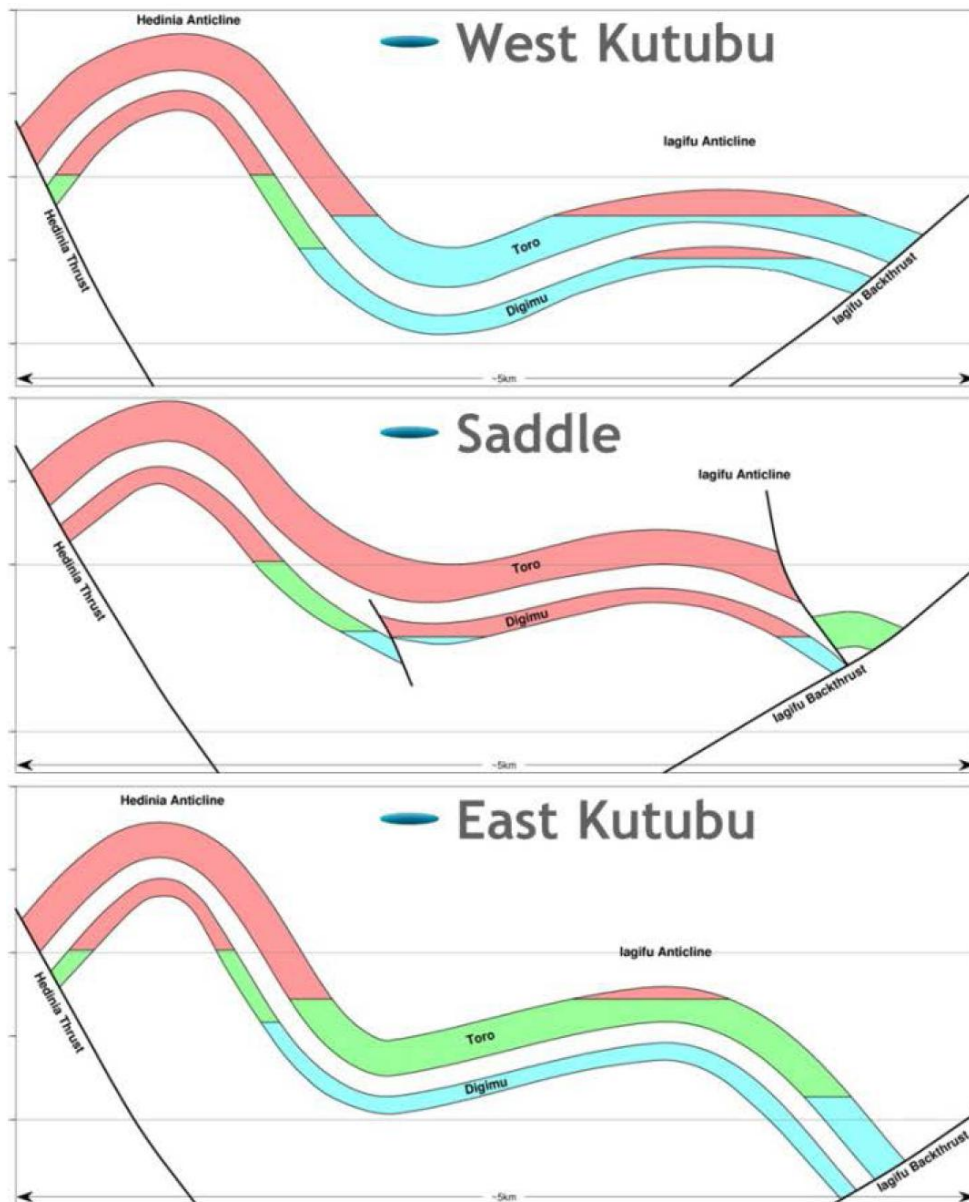 Hedinia Anticline
West Kutubu
Iagifu Anticline
Hedinia Thrust
Toro
Digimu
Iagifu Backthrust
~5km
Saddle
Iagifu Anticline
Hedinia Thrust
Toro
Digimu
Iagifu Backthrust
~5km
Hedinia Anticline
East Kutubu
Iagifu Anticline
Hedinia Thrust
Toro
Digimu
Iagifu Backthrust
~5km